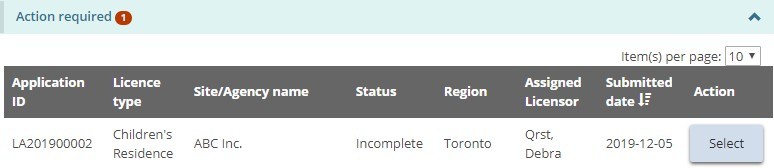 Action required 1
Item(s) per page: 10
Application ID Licence type Site/Agency name Status Region Assigned Licensor Submitted date Action
LA201900002 Children's Residence ABC Inc. Incomplete Toronto Qrst, Debra 2019-12-05 Select